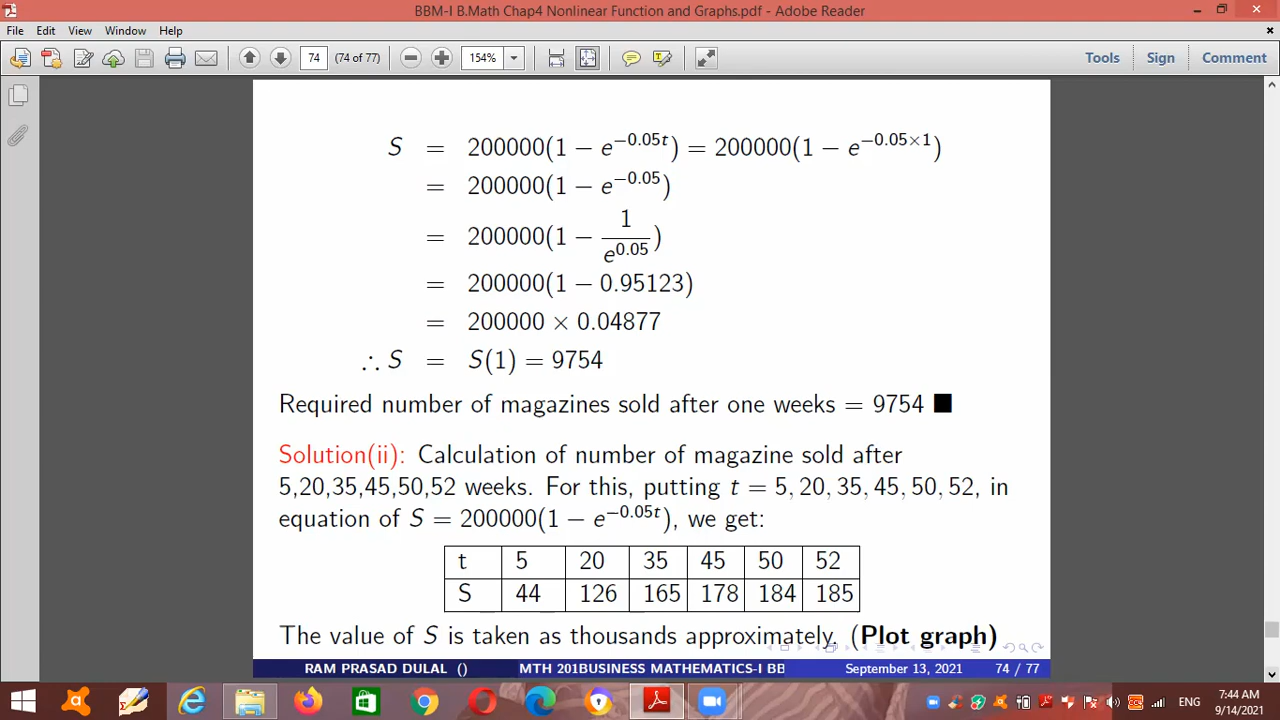 BBM-I B.Math Chap4 Nonlinear Function and Graphs.pdf - Adobe Reader
File Edit View Window Help
74 (74 of 77) 154% Tools Sign Comment
S = 200000(1 − e^{−0.05t}) = 200000(1 − e^{−0.05×1})
= 200000(1 − e^{−0.05})
= 200000(1 − 1/e^{0.05})
= 200000(1 − 0.95123)
= 200000 × 0.04877
∴ S = S(1) = 9754
Required number of magazines sold after one weeks = 9754 ■
Solution(ii): Calculation of number of magazine sold after
5,20,35,45,50,52 weeks. For this, putting t = 5, 20, 35, 45, 50, 52, in
equation of S = 200000(1 − e^{−0.05t}), we get:
t 5 20 35 45 50 52
S 44 126 165 178 184 185
The value of S is taken as thousands approximately. (Plot graph)
RAM PRASAD DULAL () MTH 201BUSINESS MATHEMATICS-I BB September 13, 2021 74 / 77
ENG 7:44 AM
9/14/2021